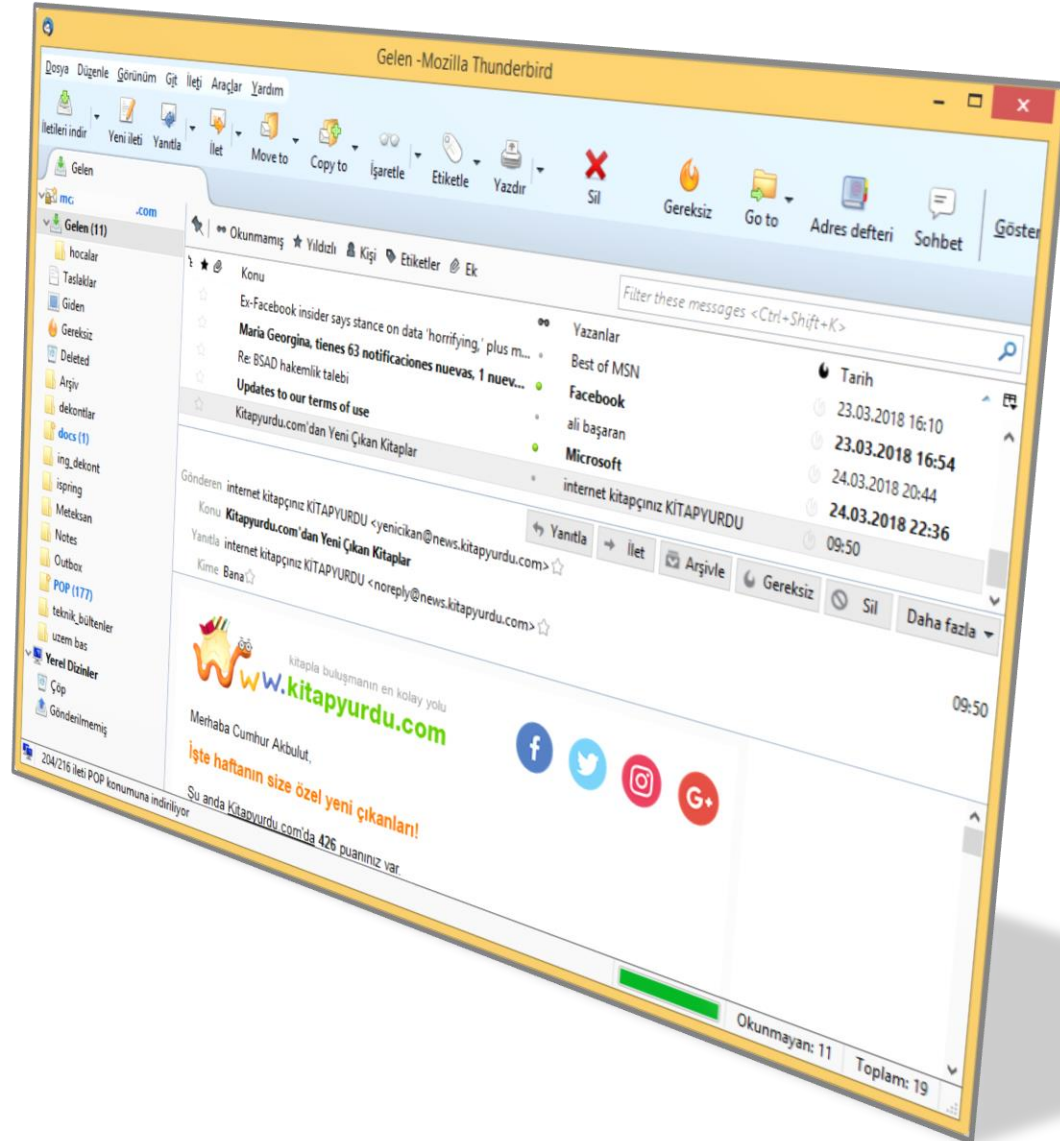 Gelen -Mozilla Thunderbird
Dosya Düzenle Görünüm Git İleti Araçlar Yardım
İletileri indir Yeni ileti Yanıtla İlet Move to Copy to İşaretle Etiketle Yazdır Sil Gereksiz Go to Adres defteri Sohbet Göster
Gelen
.com
Gelen (11)
hocalar
Taslaklar
Giden
Gereksiz
Deleted
Arşiv
dekontlar
docs (1)
ing_dekont
ispring
Meteksan
Notes
Outbox
POP (177)
teknik_bültenler
uzem bas
Yerel Dizinler
Çöp
Gönderilmemiş
Okunmamış Yıldızlı Kişi Etiketler Ek
Filter these messages <Ctrl+Shift+K>
Konu Yazanlar Tarih
Ex-Facebook insider says stance on data 'horrifying,' plus m... Best of MSN 23.03.2018 16:10
Maria Georgina, tienes 63 notificaciones nuevas, 1 nuev... Facebook 23.03.2018 16:54
Re: BSAD hakemlik talebi ali başaran 24.03.2018 20:44
Updates to our terms of use Microsoft 24.03.2018 22:36
Kitapyurdu.com'dan Yeni Çıkan Kitaplar internet kitapçınız KİTAPYURDU 09:50
Yanıtla İlet Arşivle Gereksiz Sil Daha fazla
Gönderen internet kitapçınız KİTAPYURDU <yenicikan@news.kitapyurdu.com>
Konu Kitapyurdu.com'dan Yeni Çıkan Kitaplar
09:50
Yanıtla internet kitapçınız KİTAPYURDU <noreply@news.kitapyurdu.com>
Kime Bana
kitapla buluşmanın en kolay yolu
www.kitapyurdu.com
Merhaba Cumhur Akbulut,
İşte haftanın size özel yeni çıkanları!
Şu anda Kitapyurdu.com'da 426 puanınız var.
204/216 ileti POP konumuna indiriliyor
Okunmayan: 11 Toplam: 19